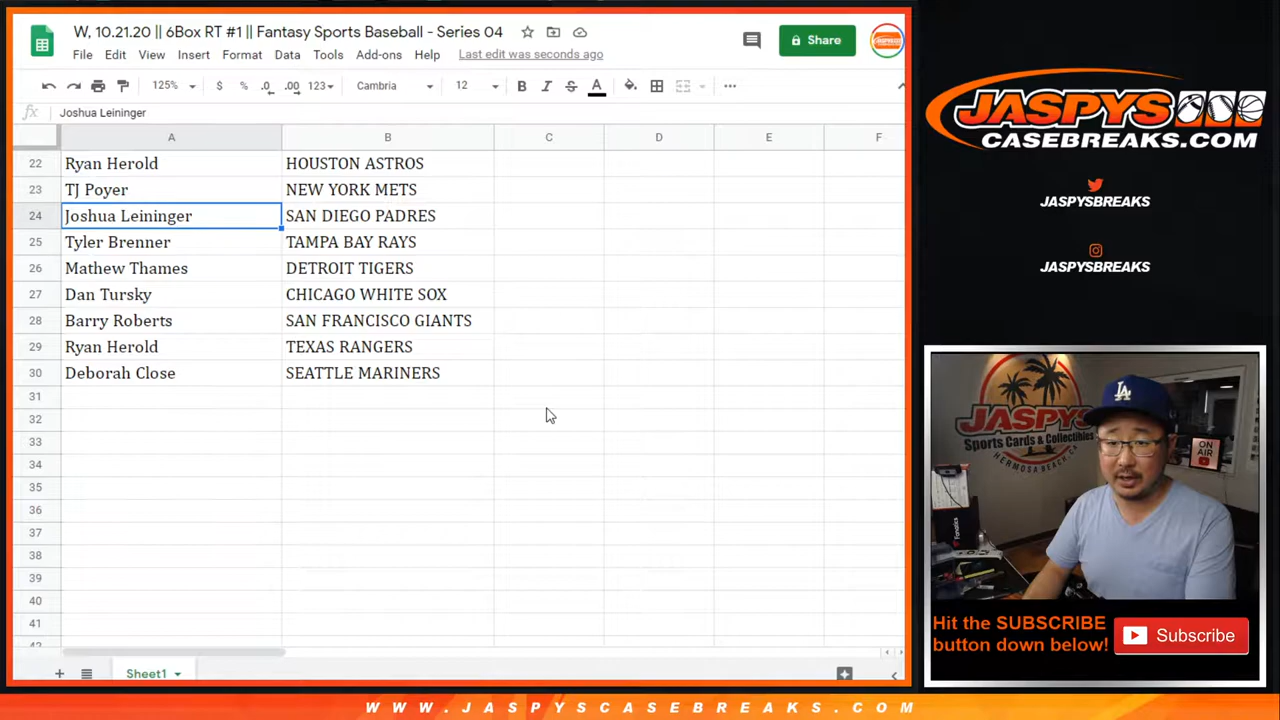 W, 10.21.20 || 6Box RT #1 || Fantasy Sports Baseball - Series 04
Share
File Edit View Insert Format Data Tools Add-ons Help Last edit was seconds ago
125% $ % .0 .00 123 Cambria 12 B I S A
fx Joshua Leininger
A B C D E F
22 Ryan Herold HOUSTON ASTROS
23 TJ Poyer NEW YORK METS
24 Joshua Leininger SAN DIEGO PADRES
25 Tyler Brenner TAMPA BAY RAYS
26 Mathew Thames DETROIT TIGERS
27 Dan Tursky CHICAGO WHITE SOX
28 Barry Roberts SAN FRANCISCO GIANTS
29 Ryan Herold TEXAS RANGERS
30 Deborah Close SEATTLE MARINERS
31
32
33
34
35
36
37
38
39
40
41
42
Sheet1
JASPYS
CASEBREAKS.COM
JASPYSBREAKS
JASPYSBREAKS
JASPYS
Sports Cards & Collectibles
HERMOSA BEACH, CA
LA
ON
AIR
Fanatics
Hit the SUBSCRIBE
button down below!
Subscribe
WWW.JASPYSCASEBREAKS.COM